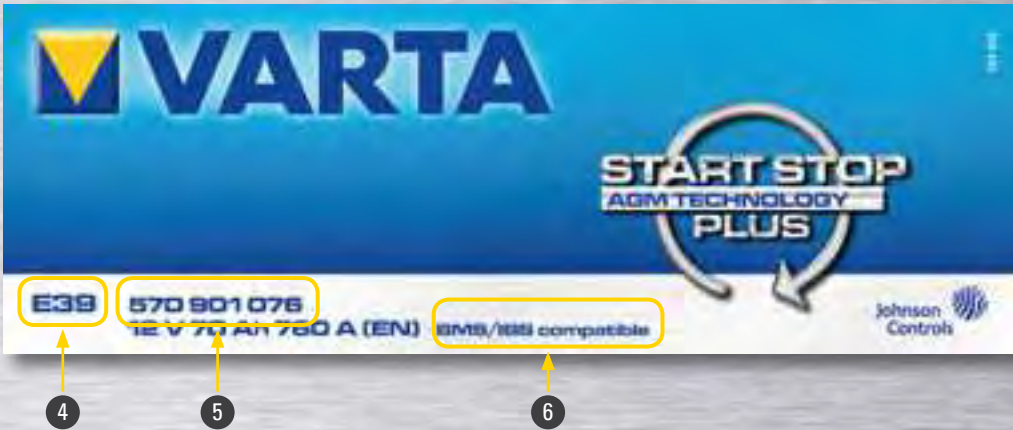 VARTA
START STOP
AGM TECHNOLOGY
PLUS
E39
570 901 076
12 V 70 Ah 760 A (EN)
BMS/IBS compatible
Johnson
Controls
4
5
6